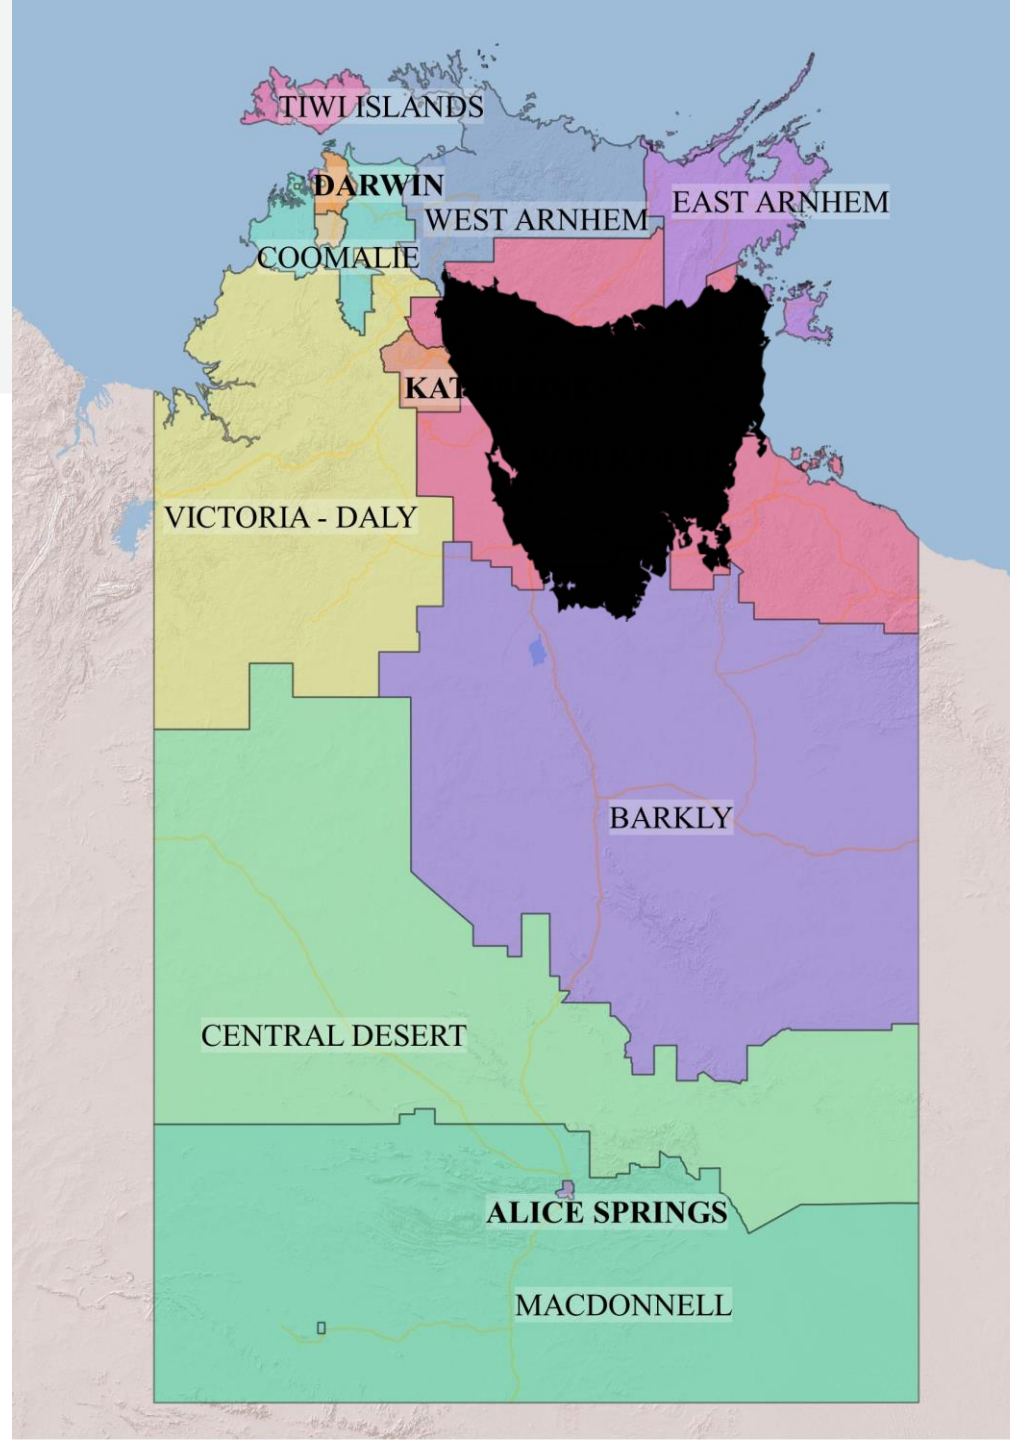 TIWI ISLANDS
DARWIN
EAST ARNHEM
WEST ARNHEM
COOMALIE
VICTORIA - DALY
BARKLY
CENTRAL DESERT
ALICE SPRINGS
MACDONNELL